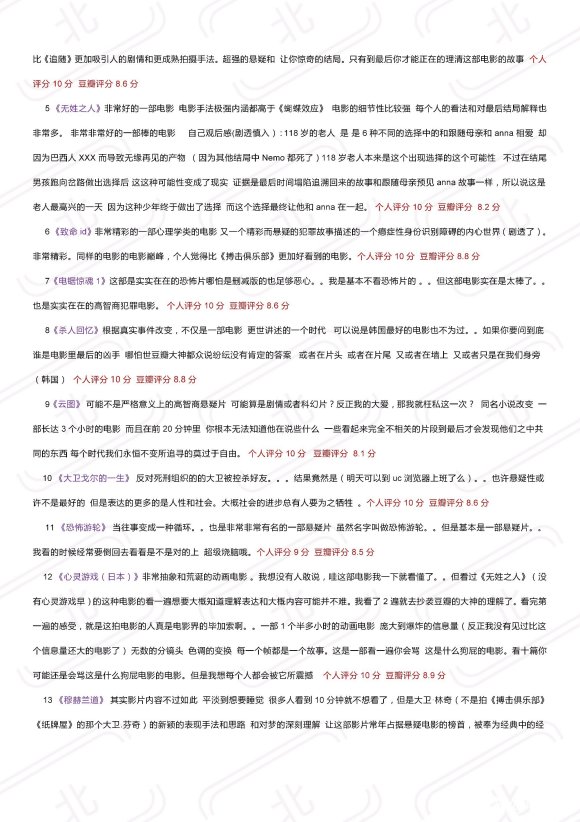 比《追随》更加吸引人的剧情和更成熟拍摄手法。超强的悬疑和 让你惊奇的结局。只有到最后你才能正在的理清这部电影的故事 个人
评分 10 分 豆瓣评分 8.6 分
5 《无姓之人》非常好的一部电影 电影手法极强内涵都高于《蝴蝶效应》 电影的细节性比较强 每个人的看法和对最后结局解释也
非常多。 非常非常好的一部棒的电影 自己观后感(剧透慎入)：118 岁的老人 是 是 6 种不同的选择中的和跟随母亲和 anna 相爱 却
因为巴西人 XXX 而导致无缘再见的产物 （因为其他结局中 Nemo 都死了）118 岁老人本来是这个出现选择的这个可能性 不过在结尾
男孩跑向岔路做出选择后 这这种可能性变成了现实 证据是最后时间塌陷追溯回来的故事和跟随母亲预见 anna 故事一样，所以说这是
老人最高兴的一天 因为这种少年终于做出了选择 而这个选择最终让他和 anna 在一起。 个人评分 10 分 豆瓣评分 8.2 分
6 《致命 id》非常精彩的一部心理学类的电影 又一个精彩而悬疑的犯罪故事描述的一个癔症性身份识别障碍的内心世界（剧透了）。
非常精彩。同样的电影的电影巅峰，个人觉得比《搏击俱乐部》更加好看到的电影。个人评分 10 分 豆瓣评分 8.8 分
7 《电锯惊魂 1》这部是实实在在的恐怖片哪怕是删减版的也足够恶心。。我是基本不看恐怖片的 。。但这部电影实在是太棒了。。
也是实实在在的高智商犯罪电影。 个人评分 10 分 豆瓣评分 8.6 分
8 《杀人回忆》根据真实事件改变，不仅是一部电影 更世讲述的一个时代 可以说是韩国最好的电影也不为过。。如果你要问到底
谁是电影里最后的凶手 哪怕世豆瓣大神都众说纷纭没有肯定的答案 或者在片头 或者在片尾 又或者在墙上 又或者只是在我们身旁
（韩国） 个人评分 10 分 豆瓣评分 8.8 分
9《云图》 可能不是严格意义上的高智商悬疑片 可能算是剧情或者科幻片？反正我的大爱，那我就枉私这一次？ 同名小说改变 一
部长达 3 个小时的电影 而且在前 20 分钟里 你根本无法知道他在说些什么 一些看起来完全不相关的片段到最后才会发现他们之中共
同的东西 每个时代我们永恒不变所追寻的莫过于自由。 个人评分 10 分 豆瓣评分 8.1 分
10 《大卫戈尔的一生》 反对死刑组织的的大卫被控杀好友。。。结果竟然是（明天可以到 uc 浏览器上班了么）。。也许悬疑性或
许不是最好的 但是表达的更多的是人性和社会。大概社会的进步总有人要为之牺牲 。个人评分 10 分 豆瓣评分 8.6 分
11 《恐怖游轮》 当往事变成一种循环。。也是非常非常有名的一部悬疑片 虽然名字叫做恐怖游轮。。但是基本是一部悬疑片。。
我看的时候经常要倒回去看看是不是对的上 超级烧脑哦。个人评分 9 分 豆瓣评分 8.5 分
12 《心灵游戏（日本）》非常抽象和荒诞的动画电影 。我想没有人敢说，哇这部电影我一下就看懂了。。但看过《无姓之人》（没
有心灵游戏早）的这种电影的看一遍想要大概知道理解表达和大概内容可能并不难。我看了 2 遍就去抄袭豆瓣的大神的理解了。看完第
一遍的感受，就是这拍电影的人真是电影界的毕加索啊。。一部 1 个半多小时的动画电影 庞大到爆炸的信息量（反正我没有见过比这
个信息量还大的电影了） 无数的分镜头 色调的变换 每一个帧都是一个故事。这是一部看一遍你会骂 这是什么狗屁的电影。看十篇你
可能还是会骂这是什么狗屁电影的电影。但是我想每个人都会被它所震撼 个人评分 10 分 豆瓣评分 8.9 分
13 《穆赫兰道》 其实影片内容不过如此 平淡到想要睡觉 很多人看到 10 分钟就不想看了，但是大卫 林奇（不是拍《搏击俱乐部》
《纸牌屋》的那个大卫.芬奇）的新颖的表现手法和思路 和对梦的深刻理解 让这部影片常年占据悬疑电影的榜首，被奉为经典中的经